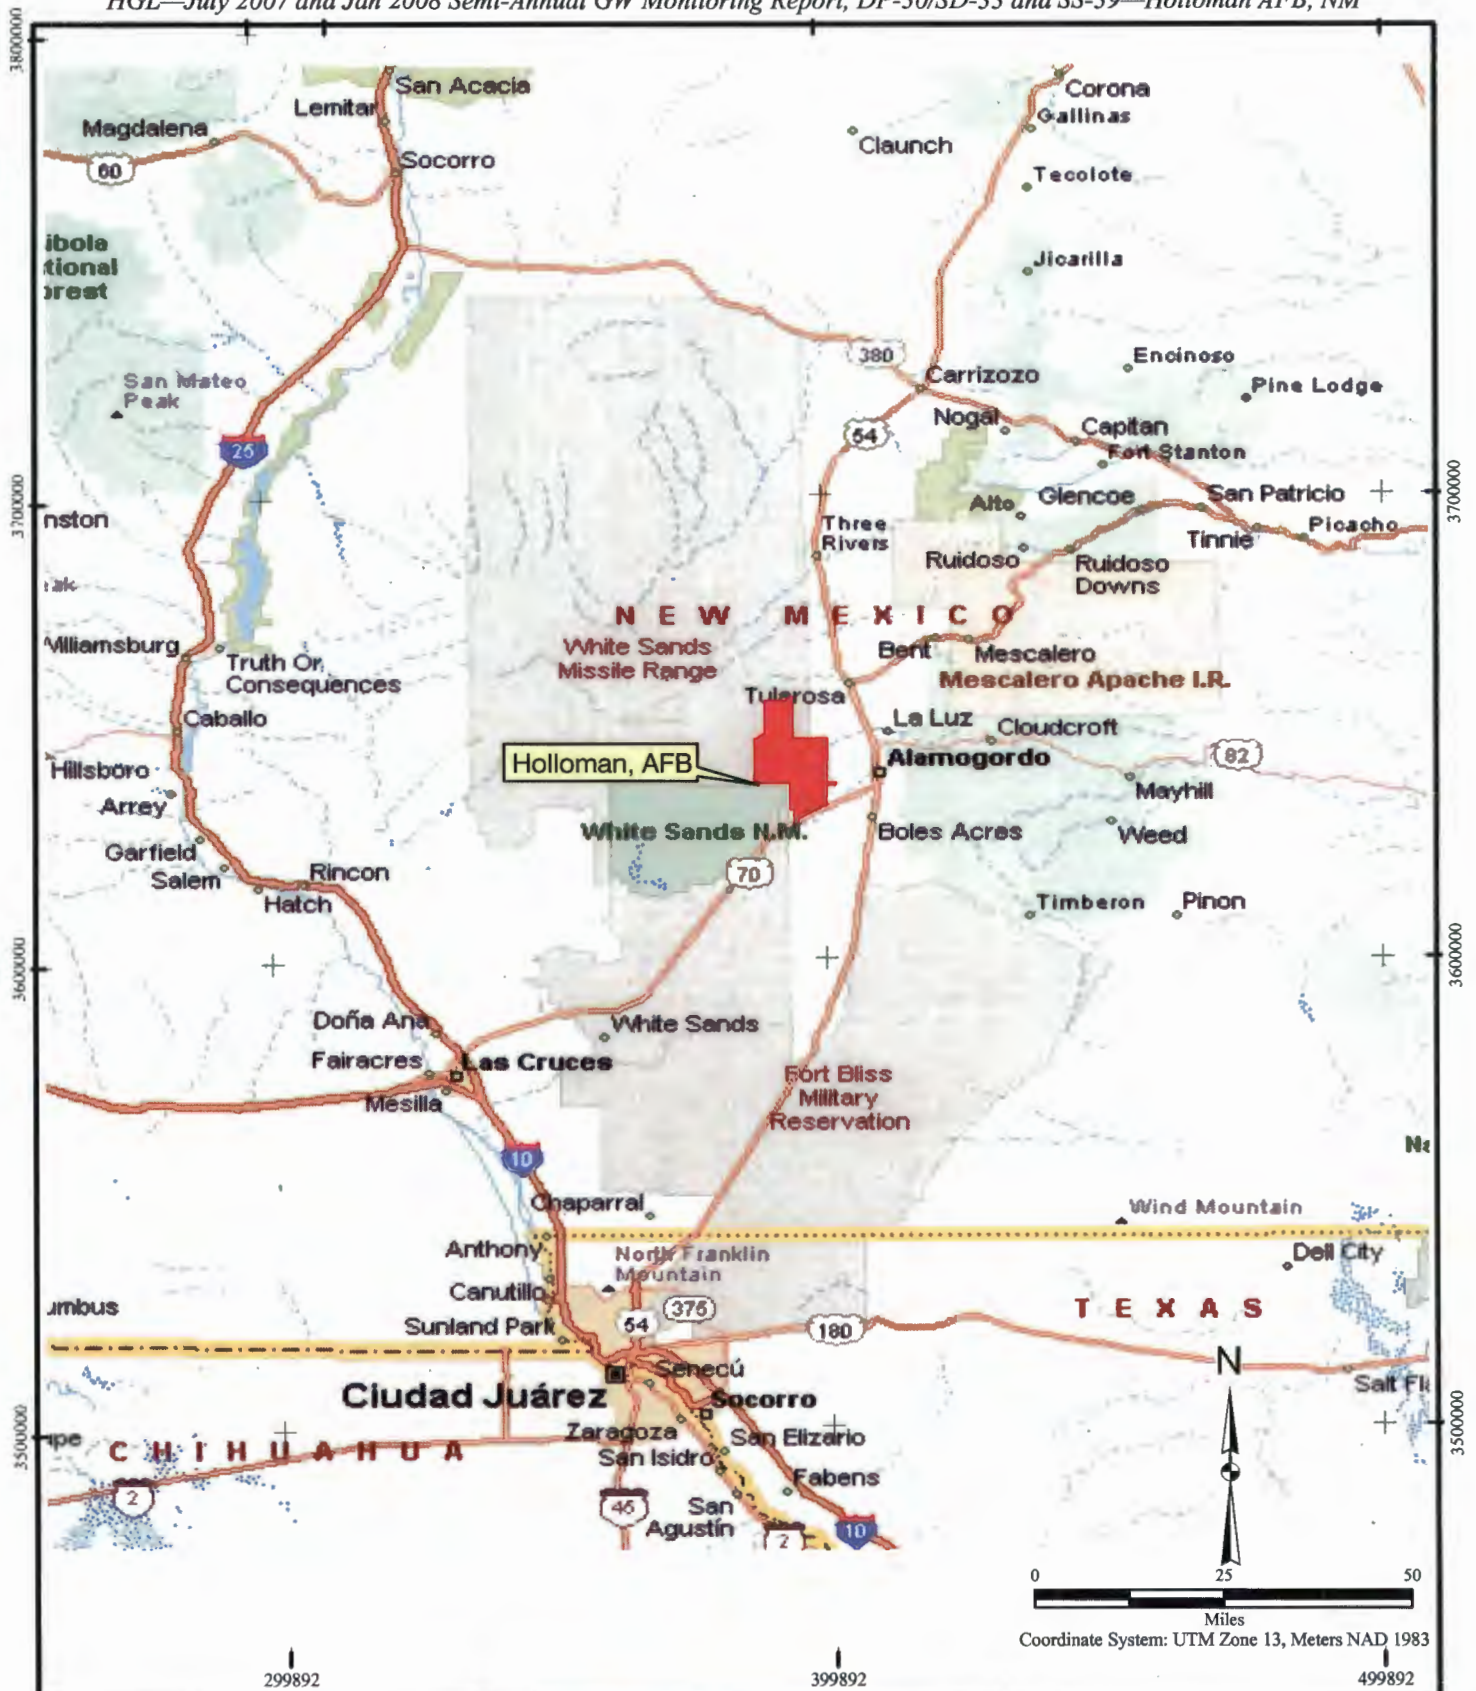 HGL—July 2007 and Jan 2008 Semi-Annual GW Monitoring Report, DP-30/SD-33 and SS-39—Holloman AFB, NM
3800000
San Acacia
Lemitar
Magdalena
60
Socorro
Corona
Gallinas
Claunch
Tecolote
Jicarilla
ibola
tional
orest
San Mateo
Peak
25
380
Carrizozo
Encinoso
Pine Lodge
Nogal
54
Capitan
Fort Stanton
3700000
3700000
nston
Alto
Glencoe
San Patricio
Three
Rivers
Picacho
Tinnie
Ruidoso
Ruidoso
Downs
NEW MEXICO
Williamsburg
Truth Or
Consequences
White Sands
Missile Range
Bent
Mescalero
Mescalero Apache I.R.
Tularosa
Caballo
La Luz
Cloudcroft
82
Hillsboro
Holloman, AFB
Alamogordo
Arrey
Mayhill
White Sands N.M.
Boles Acres
Weed
Garfield
Salem
Rincon
70
Hatch
Timberon
Pinon
3600000
3600000
Doña Ana
White Sands
Fairacres
Las Cruces
Mesilla
Fort Bliss
Military
Reservation
10
Chaparral
Wind Mountain
Anthony
North Franklin
Mountain
Dell City
Canutillo
375
umbus
TEXAS
Sunland Park
54
180
N
Senecú
Ciudad Juárez
Socorro
Salt Fl
Zaragoza
San Elizario
3500000
3500000
CHIHUAHUA
San Isidro
Fabens
2
45
San
Agustín
2
10
0 25 50
Miles
Coordinate System: UTM Zone 13, Meters NAD 1983
299892
399892
499892